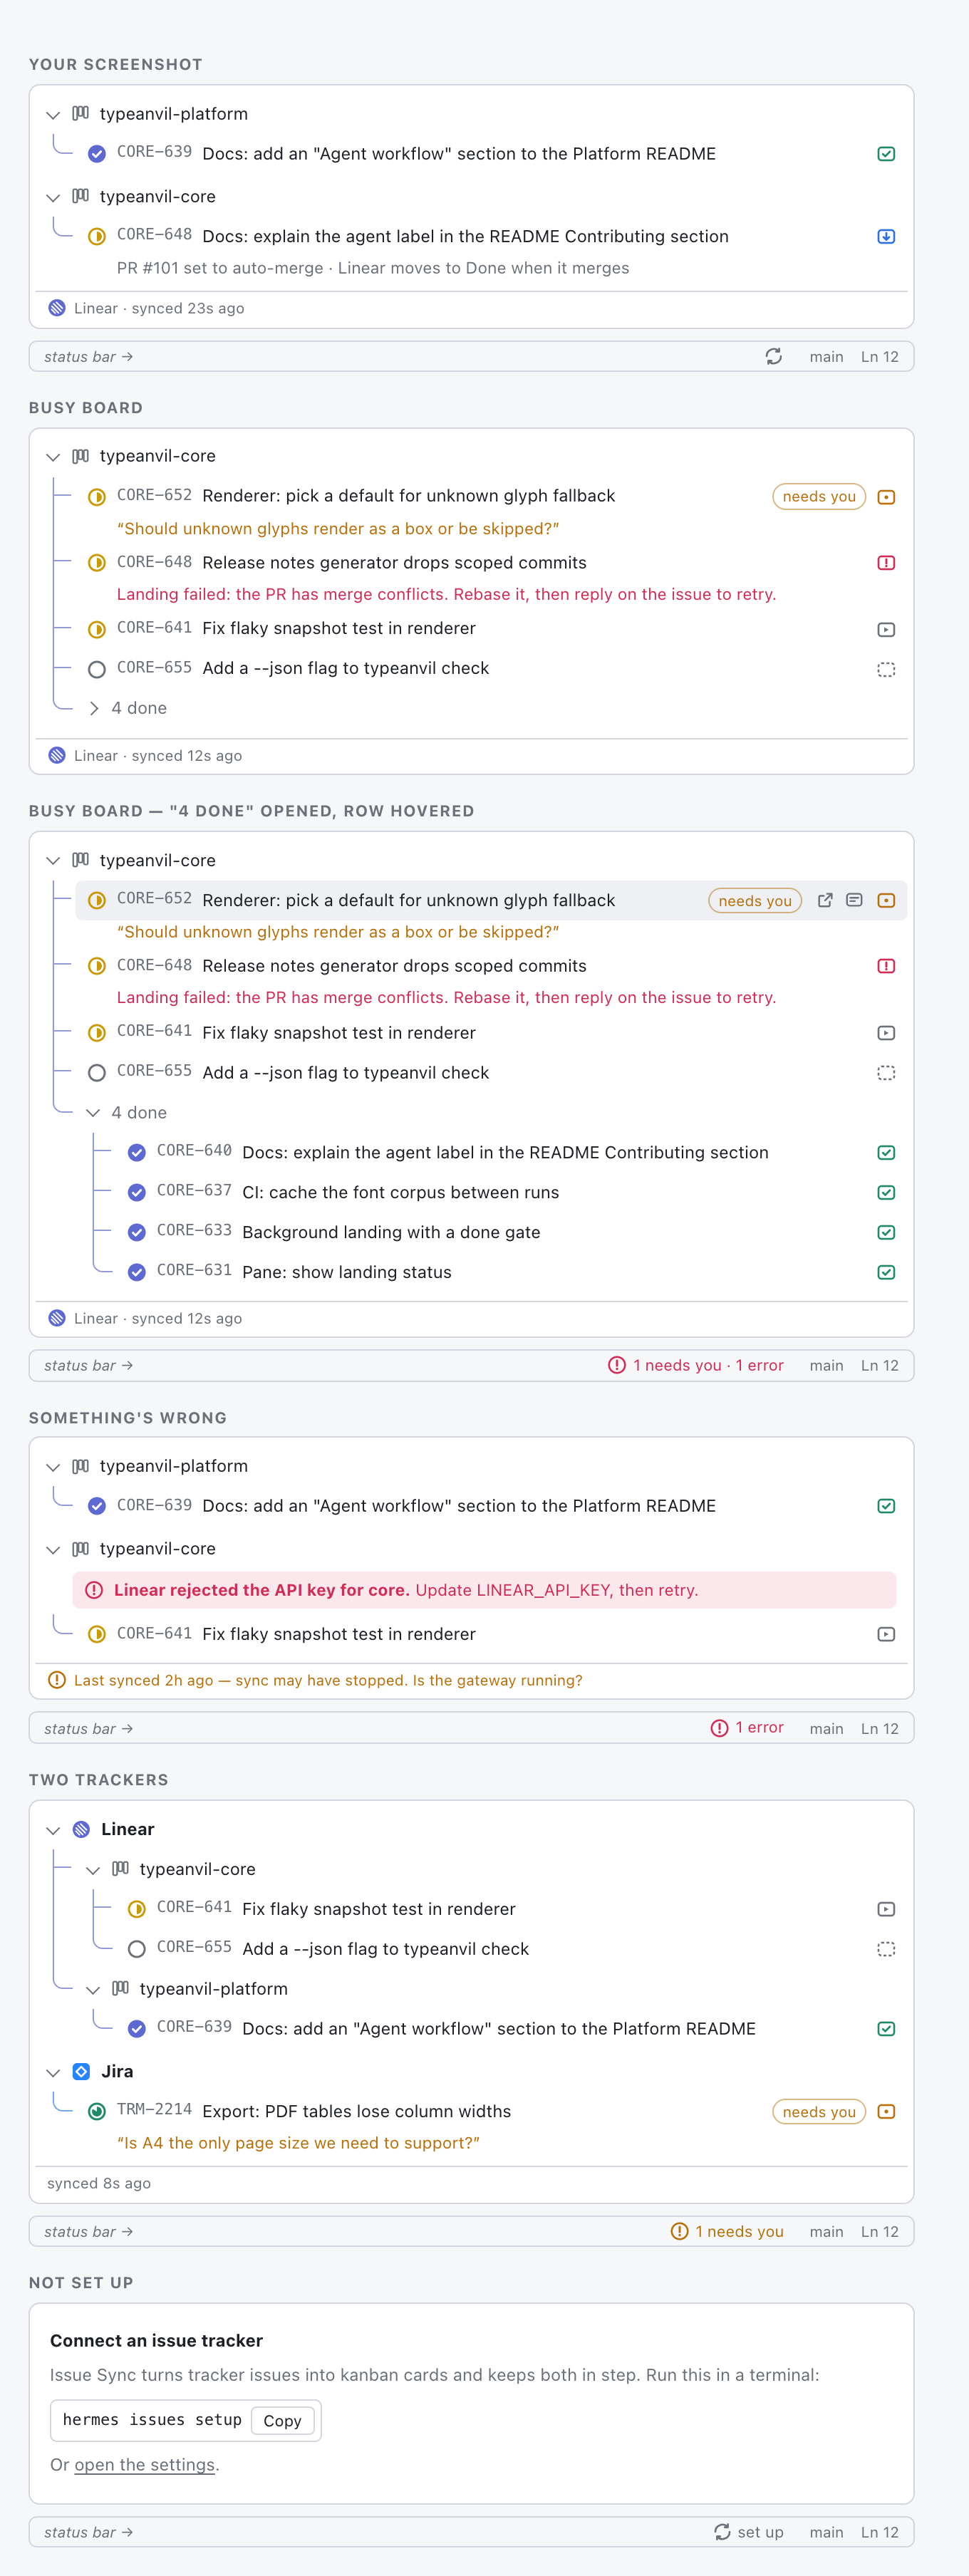 YOUR SCREENSHOT
typeanvil-platform
CORE-639 Docs: add an "Agent workflow" section to the Platform README
typeanvil-core
CORE-648 Docs: explain the agent label in the README Contributing section
PR #101 set to auto-merge · Linear moves to Done when it merges
Linear · synced 23s ago
status bar → main Ln 12
BUSY BOARD
typeanvil-core
CORE-652 Renderer: pick a default for unknown glyph fallback needs you
“Should unknown glyphs render as a box or be skipped?”
CORE-648 Release notes generator drops scoped commits
Landing failed: the PR has merge conflicts. Rebase it, then reply on the issue to retry.
CORE-641 Fix flaky snapshot test in renderer
CORE-655 Add a --json flag to typeanvil check
4 done
Linear · synced 12s ago
BUSY BOARD — "4 DONE" OPENED, ROW HOVERED
typeanvil-core
CORE-652 Renderer: pick a default for unknown glyph fallback needs you
“Should unknown glyphs render as a box or be skipped?”
CORE-648 Release notes generator drops scoped commits
Landing failed: the PR has merge conflicts. Rebase it, then reply on the issue to retry.
CORE-641 Fix flaky snapshot test in renderer
CORE-655 Add a --json flag to typeanvil check
4 done
CORE-640 Docs: explain the agent label in the README Contributing section
CORE-637 CI: cache the font corpus between runs
CORE-633 Background landing with a done gate
CORE-631 Pane: show landing status
Linear · synced 12s ago
status bar → 1 needs you · 1 error main Ln 12
SOMETHING'S WRONG
typeanvil-platform
CORE-639 Docs: add an "Agent workflow" section to the Platform README
typeanvil-core
Linear rejected the API key for core. Update LINEAR_API_KEY, then retry.
CORE-641 Fix flaky snapshot test in renderer
Last synced 2h ago — sync may have stopped. Is the gateway running?
status bar → 1 error main Ln 12
TWO TRACKERS
Linear
typeanvil-core
CORE-641 Fix flaky snapshot test in renderer
CORE-655 Add a --json flag to typeanvil check
typeanvil-platform
CORE-639 Docs: add an "Agent workflow" section to the Platform README
Jira
TRM-2214 Export: PDF tables lose column widths needs you
“Is A4 the only page size we need to support?”
synced 8s ago
status bar → 1 needs you main Ln 12
NOT SET UP
Connect an issue tracker
Issue Sync turns tracker issues into kanban cards and keeps both in step. Run this in a terminal:
hermes issues setup Copy
Or open the settings.
status bar → set up main Ln 12